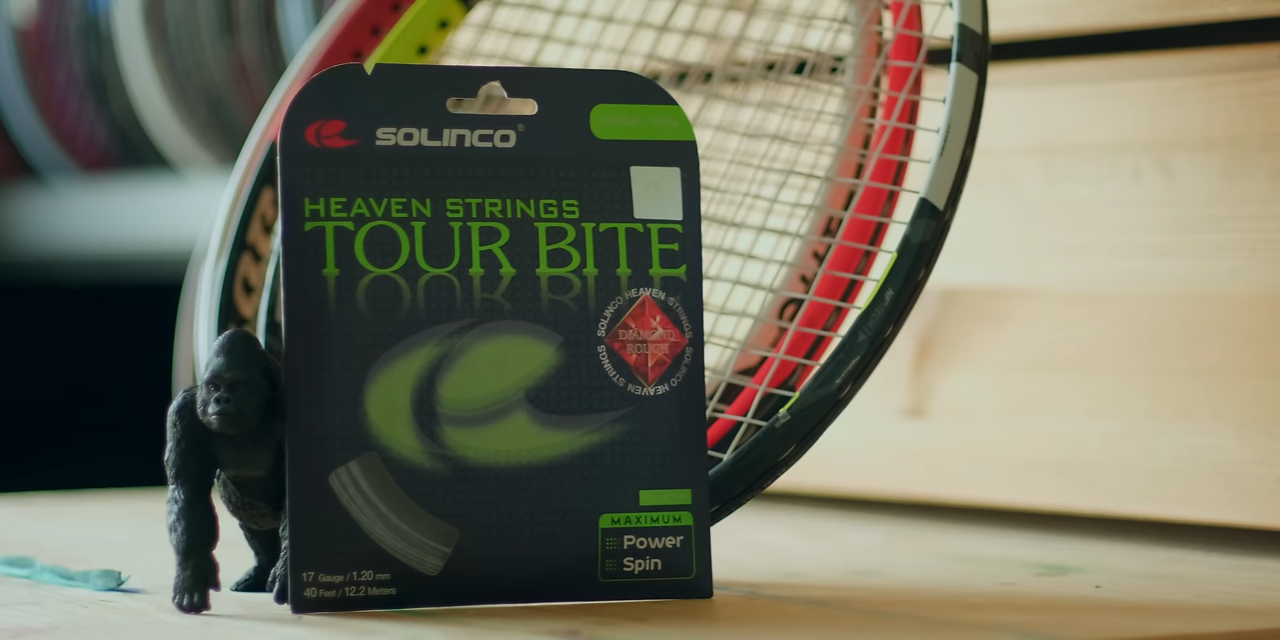 SOLINCO®
HEAVEN STRINGS
TOUR BITE
SOLINCO HEAVEN STRINGS SOLINCO HEAVEN STRINGS
DIAMOND
ROUGH
MAXIMUM
Power
Spin
17 Gauge / 1.20 mm
40 Feet / 12.2 Meters